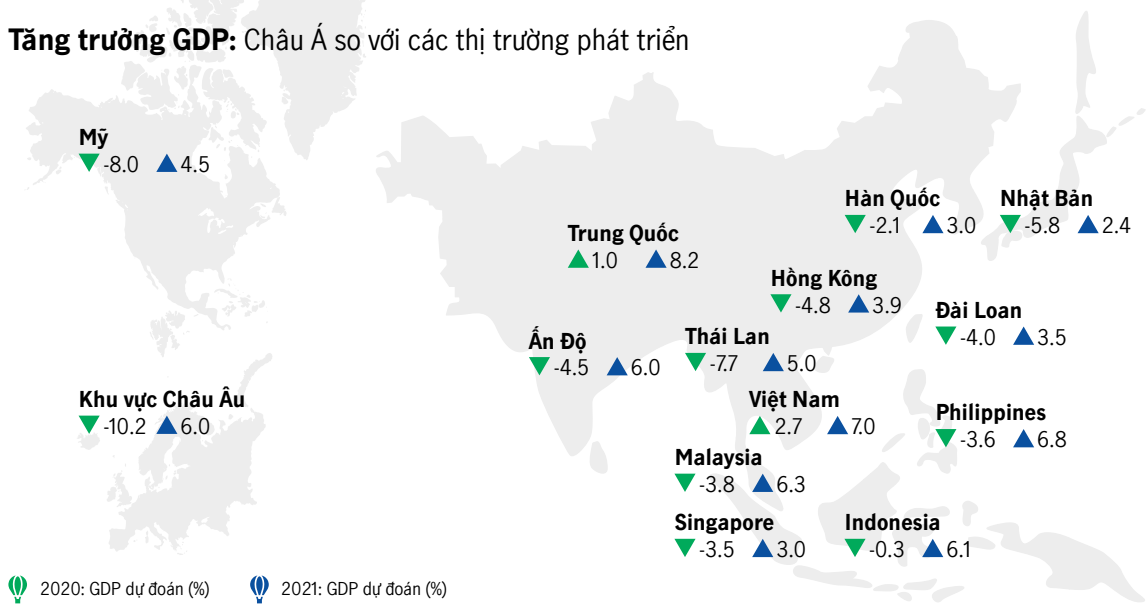 Tăng trưởng GDP: Châu Á so với các thị trường phát triển
Mỹ
-8.0 4.5
Hàn Quốc
-2.1 3.0
Nhật Bản
-5.8 2.4
Trung Quốc
1.0 8.2
Hồng Kông
-4.8 3.9
Đài Loan
-4.0 3.5
Ấn Độ
-4.5 6.0
Thái Lan
-7.7 5.0
Khu vực Châu Âu
-10.2 6.0
Việt Nam
2.7 7.0
Philippines
-3.6 6.8
Malaysia
-3.8 6.3
Singapore
-3.5 3.0
Indonesia
-0.3 6.1
2020: GDP dự đoán (%)
2021: GDP dự đoán (%)